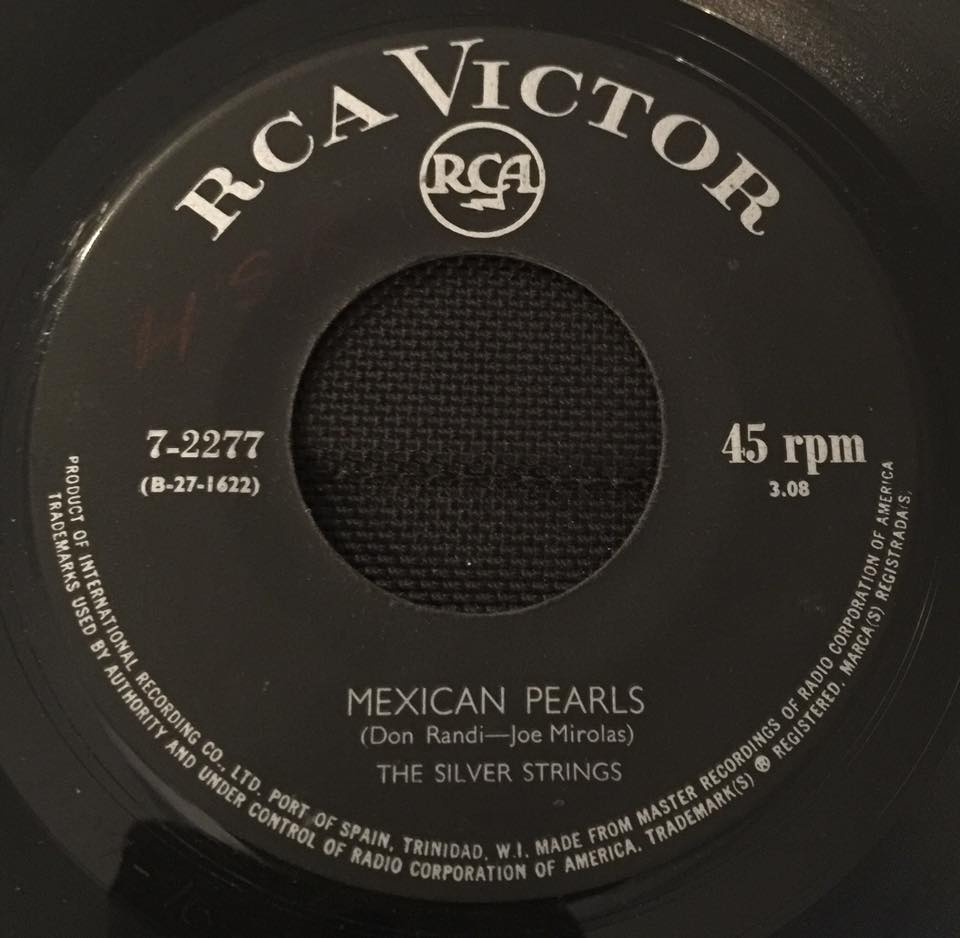 RCA VICTOR
RCA
7-2277
(B-27-1622)
45 rpm
3.08
MEXICAN PEARLS
(Don Randi—Joe Mirolas)
THE SILVER STRINGS
PRODUCT OF INTERNATIONAL RECORDING CO., LTD. PORT OF SPAIN, TRINIDAD, W.I. MADE FROM MASTER RECORDINGS OF RADIO CORPORATION OF AMERICA
TRADEMARKS USED BY AUTHORITY AND UNDER CONTROL OF RADIO CORPORATION OF AMERICA. TRADEMARK(S) ® REGISTERED. MARCA(S) REGISTRADA(S.